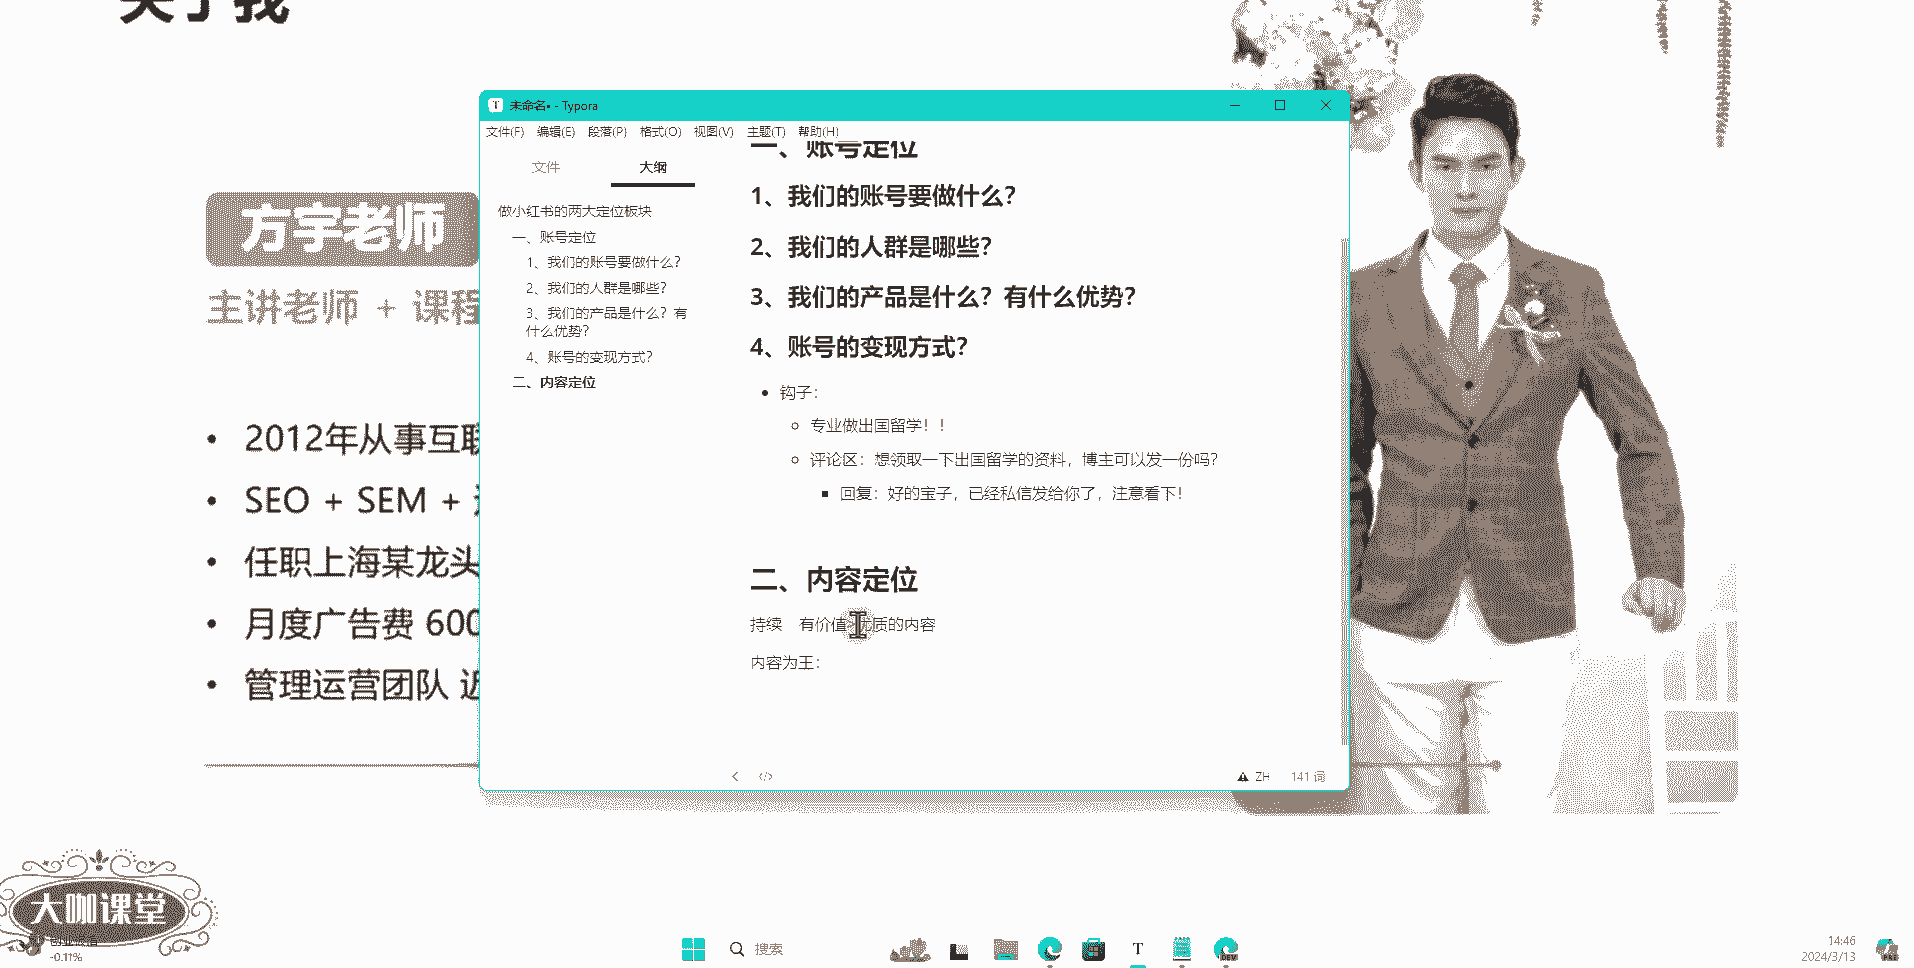 关于我
未命名• - Typora
文件(F) 编辑(E) 段落(P) 格式(O) 视图(V) 主题(T) 帮助(H)
文件 大纲
做小红书的两大定位板块
一、账号定位
1、我们的账号要做什么？
2、我们的人群是哪些？
3、我们的产品是什么？有
什么优势？
4、账号的变现方式？
二、内容定位
一、账号定位
1、我们的账号要做什么？
2、我们的人群是哪些？
3、我们的产品是什么？有什么优势？
4、账号的变现方式？
钩子：
专业做出国留学！！
评论区：想领取一下出国留学的资料，博主可以发一份吗？
回复：好的宝子，已经私信发给你了，注意看下！
二、内容定位
持续 有价值 优质的内容
内容为王：
ZH 141 词
方宇老师
主讲老师 + 课程
• 2012年从事互联
• SEO + SEM +
• 任职上海某龙头
• 月度广告费 600
• 管理运营团队 近
大咖课堂
创业板指
-0.11%
搜索
T
DEV
14:46
2024/3/13
PRE